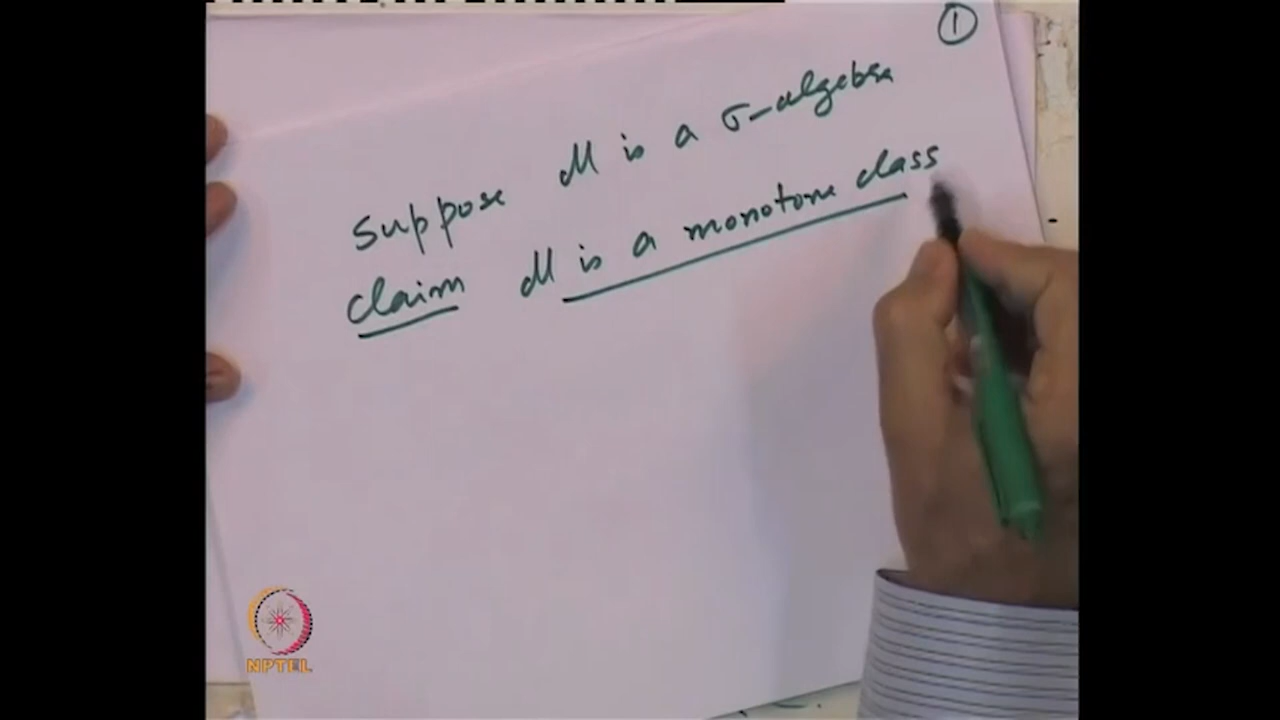 ①
Suppose M is a σ-algebra
claim M is a monotone class
NPTEL